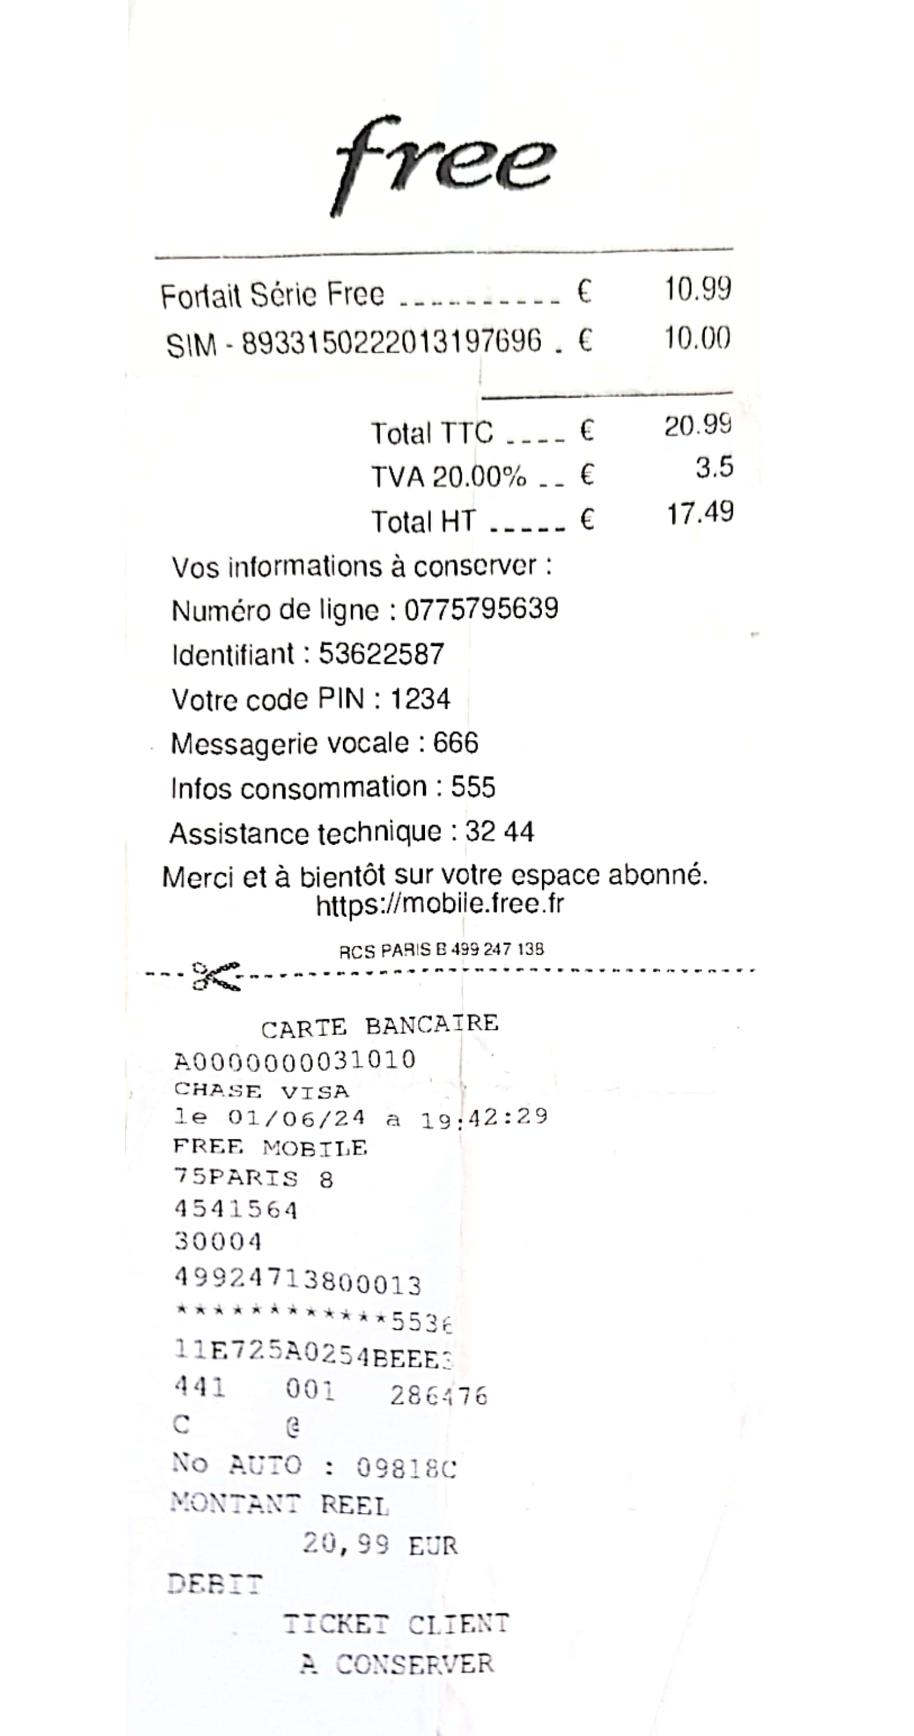 free
Forfait Série Free ---------- € 10.99
SIM - 8933150222013197696 . € 10.00
Total TTC ---- € 20.99
TVA 20.00% -- € 3.5
Total HT ----- € 17.49
Vos informations à conserver :
Numéro de ligne : 0775795639
Identifiant : 53622587
Votre code PIN : 1234
Messagerie vocale : 666
Infos consommation : 555
Assistance technique : 32 44
Merci et à bientôt sur votre espace abonné.
https://mobile.free.fr
RCS PARIS B 499 247 138
CARTE BANCAIRE
A0000000031010
CHASE VISA
le 01/06/24 a 19:42:29
FREE MOBILE
75PARIS 8
4541564
30004
49924713800013
************5536
11E725A0254BEEE3
441 001 286476
C @
No AUTO : 09818C
MONTANT REEL
20,99 EUR
DEBIT
TICKET CLIENT
A CONSERVER